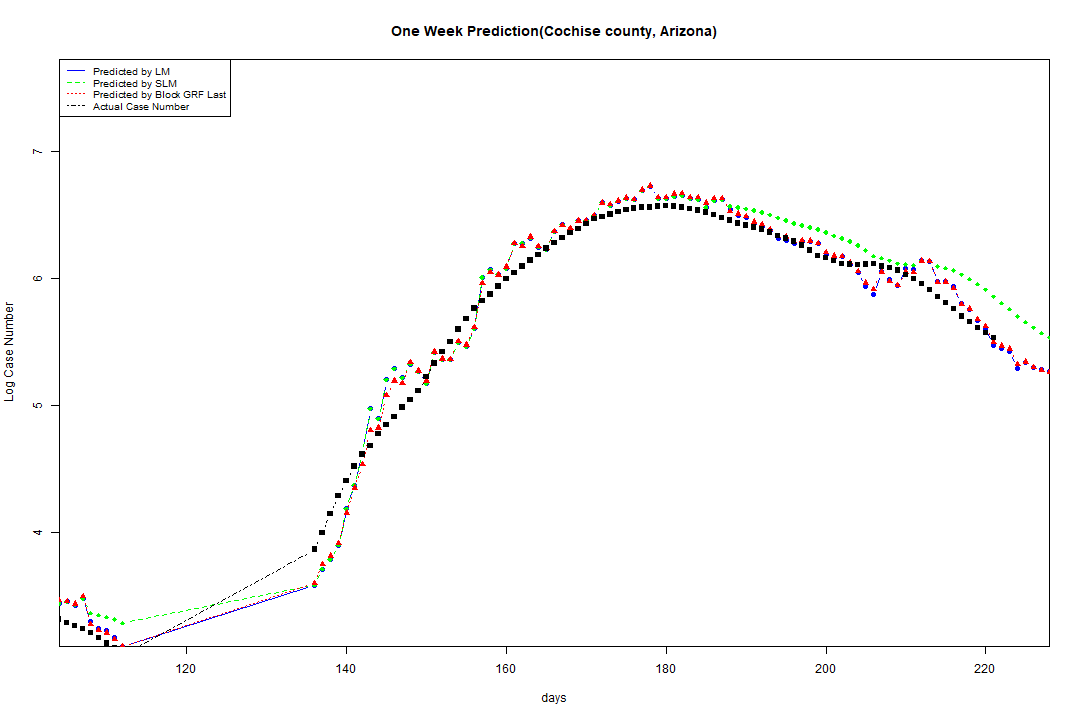 One Week Prediction(Cochise county, Arizona)
Predicted by LM
Predicted by SLM
Predicted by Block GRF Last
Actual Case Number
7
6
5
4
Log Case Number
120 140 160 180 200 220
days